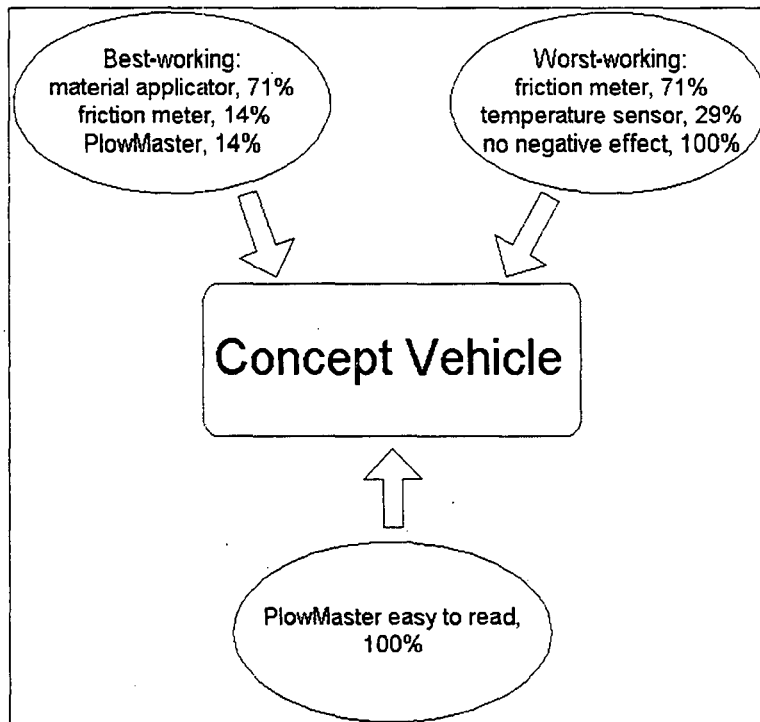 Best-working:
material applicator, 71%
friction meter, 14%
PlowMaster, 14%
Worst-working:
friction meter, 71%
temperature sensor, 29%
no negative effect, 100%
Concept Vehicle
PlowMaster easy to read,
100%